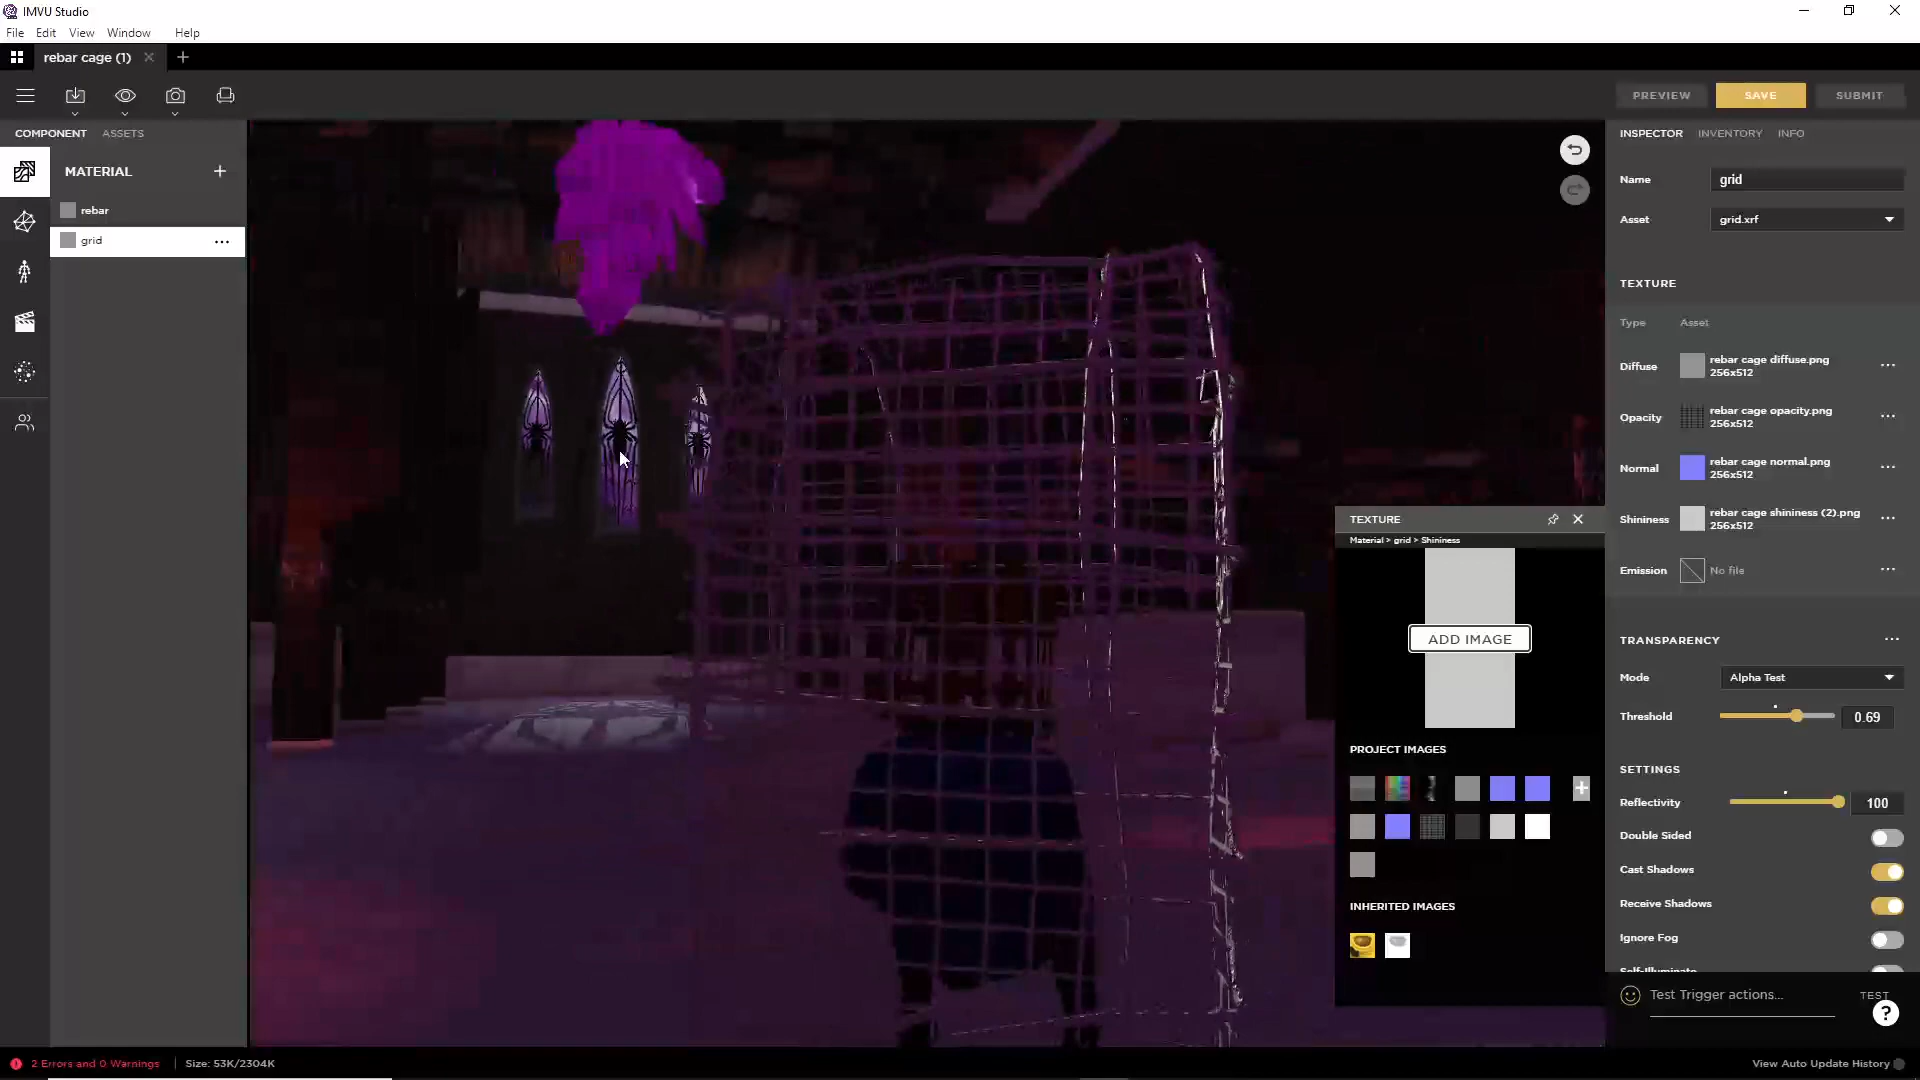 IMVU Studio
File Edit View Window Help
rebar cage (1)
PREVIEW SAVE SUBMIT
COMPONENT ASSETS
MATERIAL
rebar
grid
INSPECTOR INVENTORY INFO
Name grid
Asset grid.xrf
TEXTURE
Type Asset
Diffuse rebar cage diffuse.png
256x512
Opacity rebar cage opacity.png
256x512
Normal rebar cage normal.png
256x512
Shininess rebar cage shininess (2).png
256x512
Emission No file
TRANSPARENCY
Mode Alpha Test
Threshold 0.69
SETTINGS
Reflectivity 100
Double Sided
Cast Shadows
Receive Shadows
Ignore Fog
Self-Illuminate
Test Trigger actions... TEST
?
TEXTURE
Material > grid > Shininess
ADD IMAGE
PROJECT IMAGES
INHERITED IMAGES
2 Errors and 0 Warnings Size: 53K/2304K
View Auto Update History